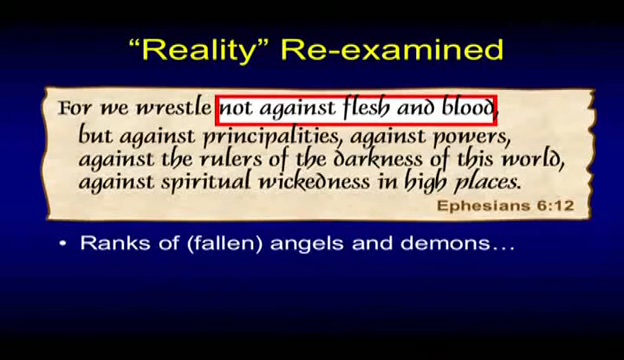 “Reality” Re-examined
For we wrestle not against flesh and blood,
but against principalities, against powers,
against the rulers of the darkness of this world,
against spiritual wickedness in high places.
Ephesians 6:12
• Ranks of (fallen) angels and demons…